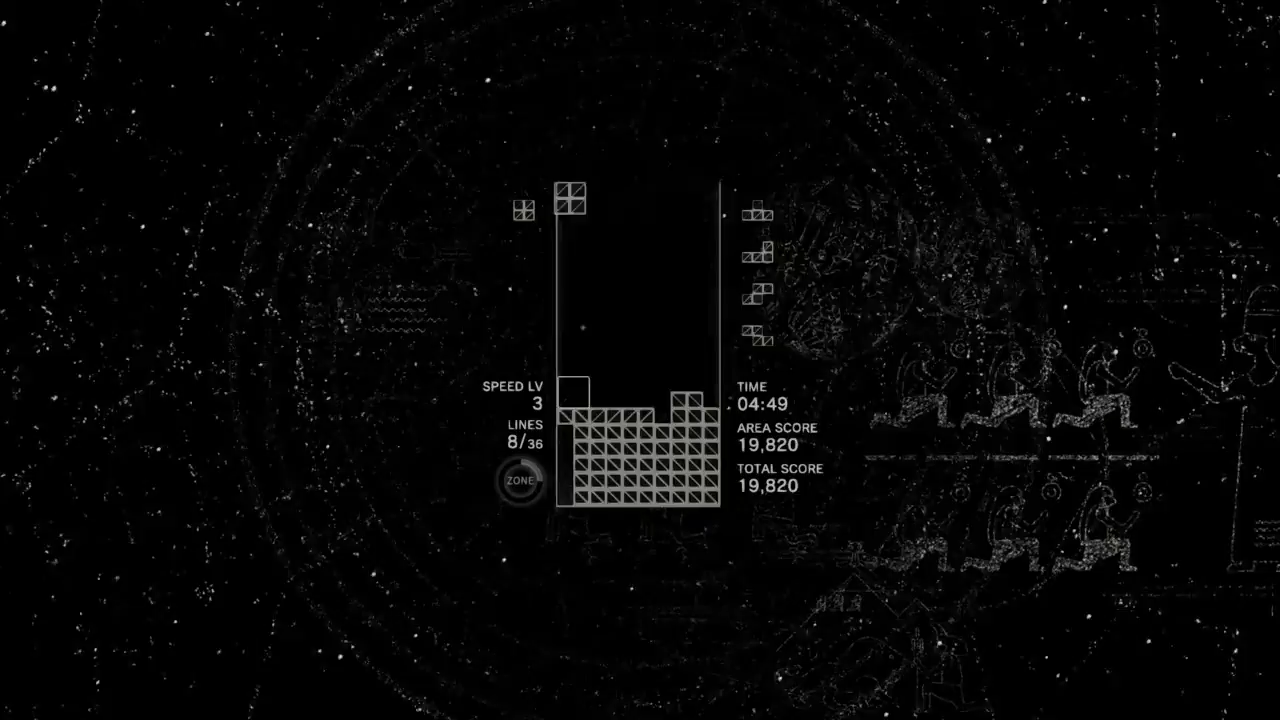 SPEED LV
3
LINES
8/36
ZONE
TIME
04:49
AREA SCORE
19,820
TOTAL SCORE
19,820